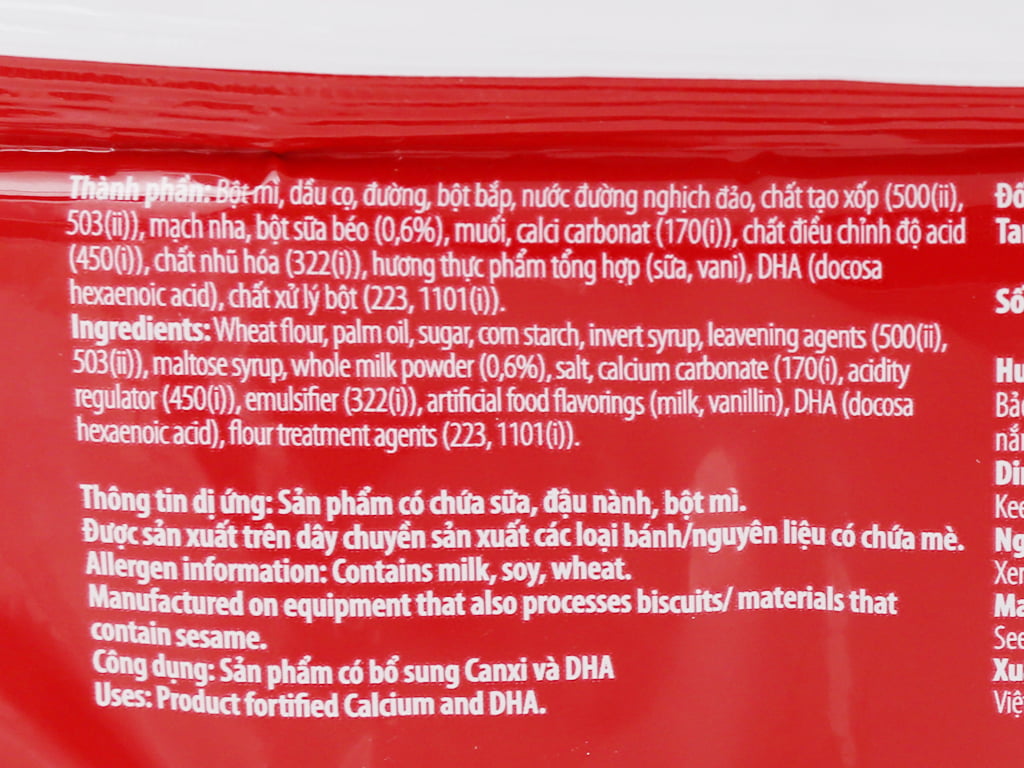 Thành phần: Bột mì, dầu cọ, đường, bột bắp, nước đường nghịch đảo, chất tạo xốp (500(ii),
503(ii)), mạch nha, bột sữa béo (0,6%), muối, calci carbonat (170(i)), chất điều chỉnh độ acid
(450(i)), chất nhũ hóa (322(i)), hương thực phẩm tổng hợp (sữa, vani), DHA (docosa
hexaenoic acid), chất xử lý bột (223, 1101(i)).
Ingredients: Wheat flour, palm oil, sugar, corn starch, invert syrup, leavening agents (500(ii),
503(ii)), maltose syrup, whole milk powder (0,6%), salt, calcium carbonate (170(i), acidity
regulator (450(i)), emulsifier (322(i)), artificial food flavorings (milk, vanillin), DHA (docosa
hexaenoic acid), flour treatment agents (223, 1101(i)).
Thông tin dị ứng: Sản phẩm có chứa sữa, đậu nành, bột mì.
Được sản xuất trên dây chuyền sản xuất các loại bánh/nguyên liệu có chứa mè.
Allergen information: Contains milk, soy, wheat.
Manufactured on equipment that also processes biscuits/ materials that
contain sesame.
Công dụng: Sản phẩm có bổ sung Canxi và DHA
Uses: Product fortified Calcium and DHA.